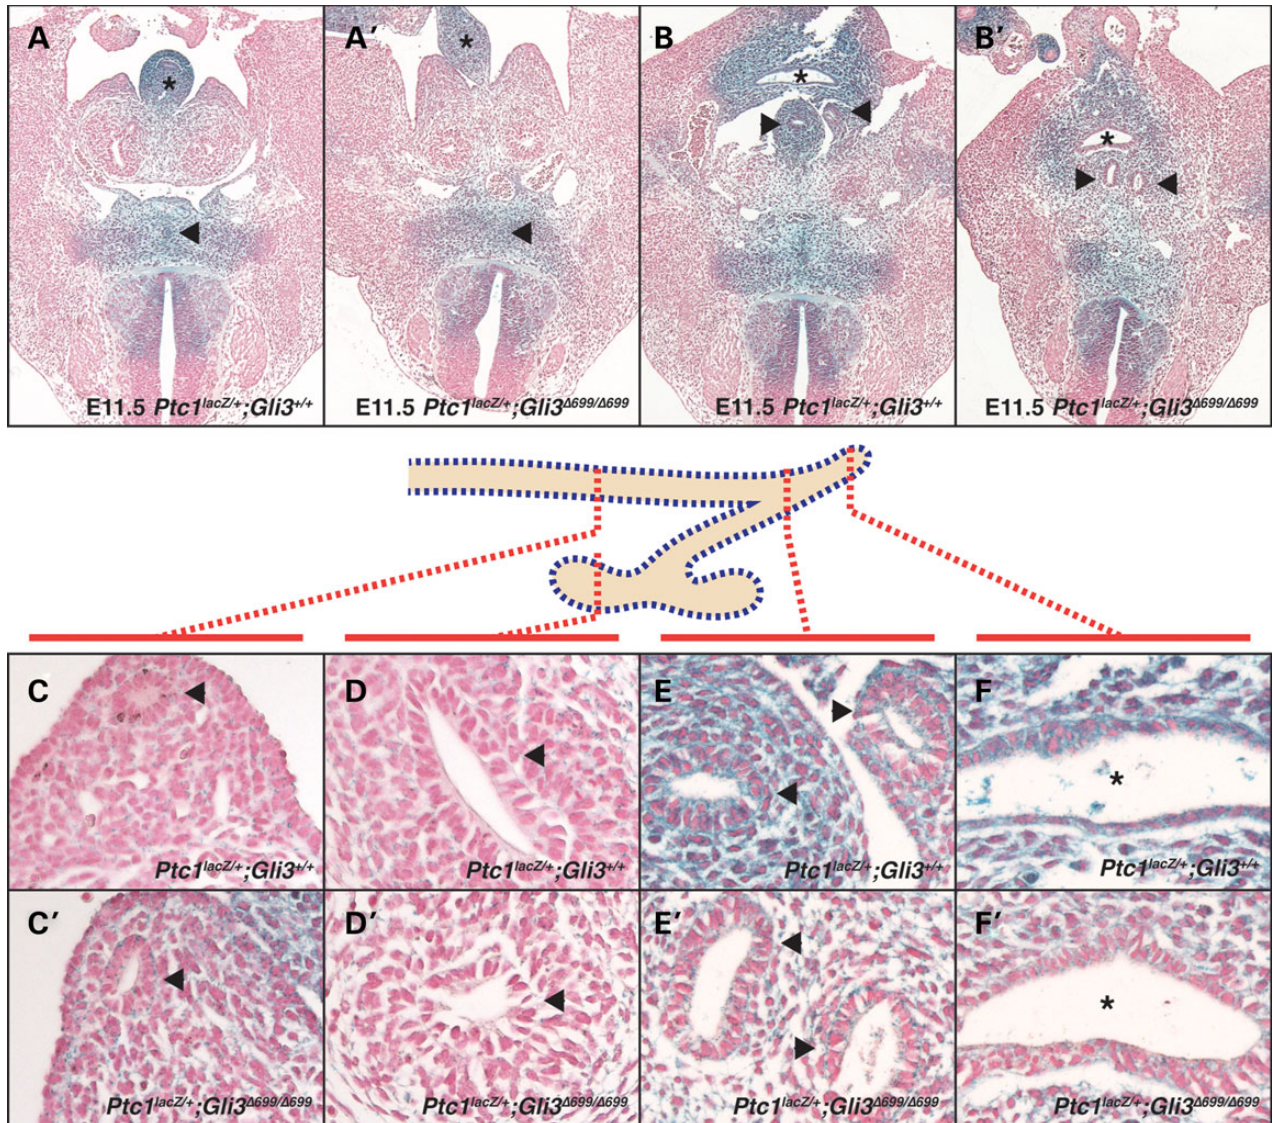 A
A′
B
B′
*
*
*
*
E11.5 Ptc1lacZ/+;Gli3+/+
E11.5 Ptc1lacZ/+;Gli3Δ699/Δ699
E11.5 Ptc1lacZ/+;Gli3+/+
E11.5 Ptc1lacZ/+;Gli3Δ699/Δ699
C
D
E
F
*
Ptc1lacZ/+;Gli3+/+
Ptc1lacZ/+;Gli3+/+
Ptc1lacZ/+;Gli3+/+
Ptc1lacZ/+;Gli3+/+
C′
D′
E′
F′
*
Ptc1lacZ/+;Gli3Δ699/Δ699
Ptc1lacZ/+;Gli3Δ699/Δ699
Ptc1lacZ/+;Gli3Δ699/Δ699
Ptc1lacZ/+;Gli3Δ699/Δ699